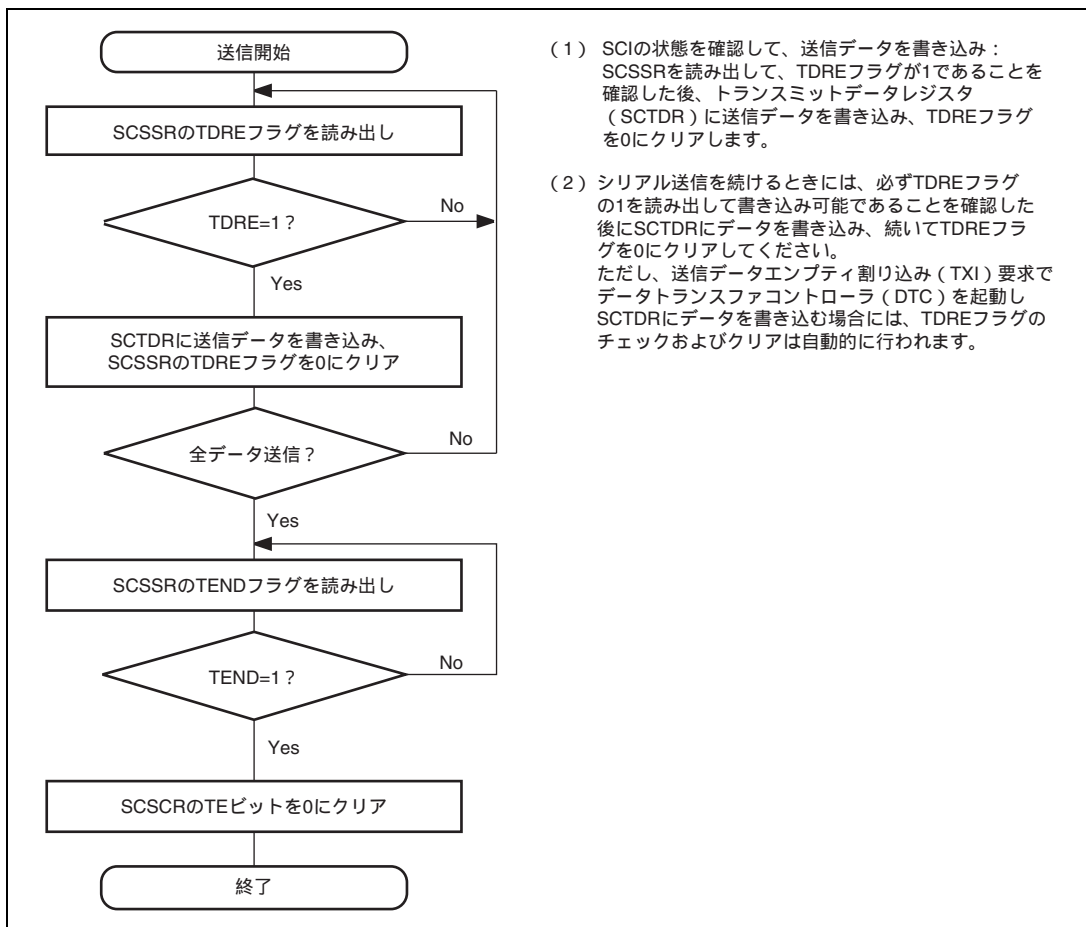 送信開始
SCSSRのTDREフラグを読み出し
TDRE=1？
No
Yes
SCTDRに送信データを書き込み、
SCSSRのTDREフラグを0にクリア
全データ送信？
No
Yes
SCSSRのTENDフラグを読み出し
TEND=1？
No
Yes
SCSCRのTEビットを0にクリア
終了
（1） SCIの状態を確認して、送信データを書き込み：
SCSSRを読み出して、TDREフラグが1であることを
確認した後、トランスミットデータレジスタ
（SCTDR）に送信データを書き込み、TDREフラグ
を0にクリアします。
（2） シリアル送信を続けるときには、必ずTDREフラグ
の1を読み出して書き込み可能であることを確認した
後にSCTDRにデータを書き込み、続いてTDREフラ
グを0にクリアしてください。
ただし、送信データエンプティ割り込み（TXI）要求で
データトランスファコントローラ（DTC）を起動し
SCTDRにデータを書き込む場合には、TDREフラグの
チェックおよびクリアは自動的に行われます。